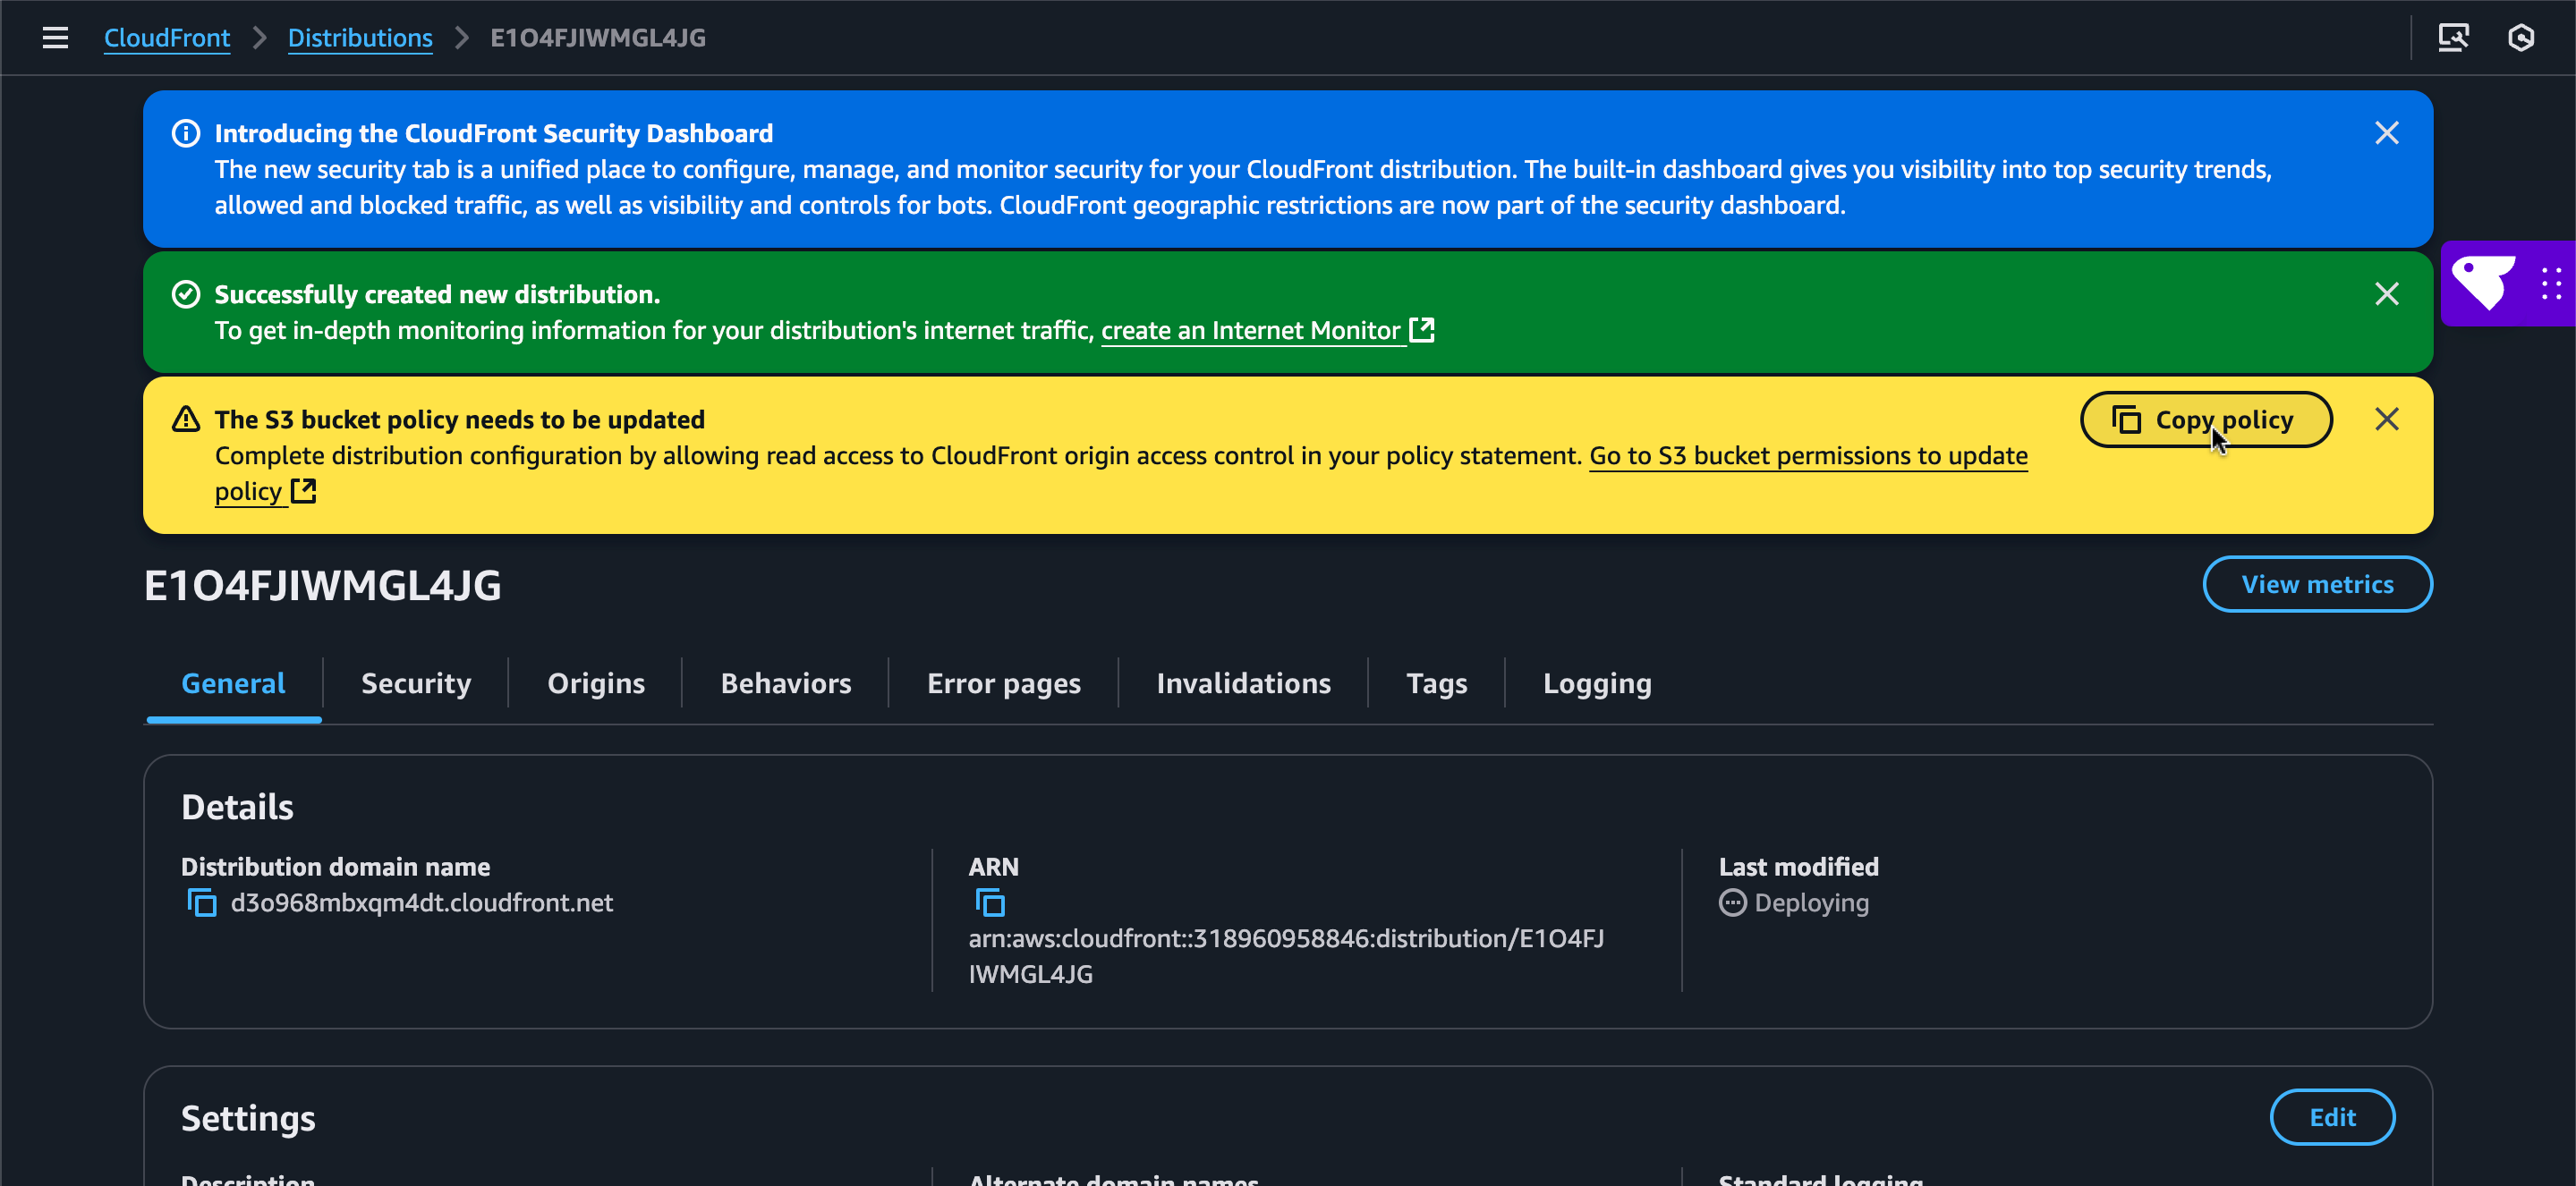 CloudFront > Distributions > E1O4FJIWMGL4JG
Introducing the CloudFront Security Dashboard
The new security tab is a unified place to configure, manage, and monitor security for your CloudFront distribution. The built-in dashboard gives you visibility into top security trends,
allowed and blocked traffic, as well as visibility and controls for bots. CloudFront geographic restrictions are now part of the security dashboard.
Successfully created new distribution.
To get in-depth monitoring information for your distribution's internet traffic, create an Internet Monitor
The S3 bucket policy needs to be updated
Copy policy
Complete distribution configuration by allowing read access to CloudFront origin access control in your policy statement. Go to S3 bucket permissions to update
policy
E1O4FJIWMGL4JG
View metrics
General
Security
Origins
Behaviors
Error pages
Invalidations
Tags
Logging
Details
Distribution domain name
d3o968mbxqm4dt.cloudfront.net
ARN
arn:aws:cloudfront::318960958846:distribution/E1O4FJ
IWMGL4JG
Last modified
Deploying
Settings
Edit
Description
Alternate domain names
Standard logging